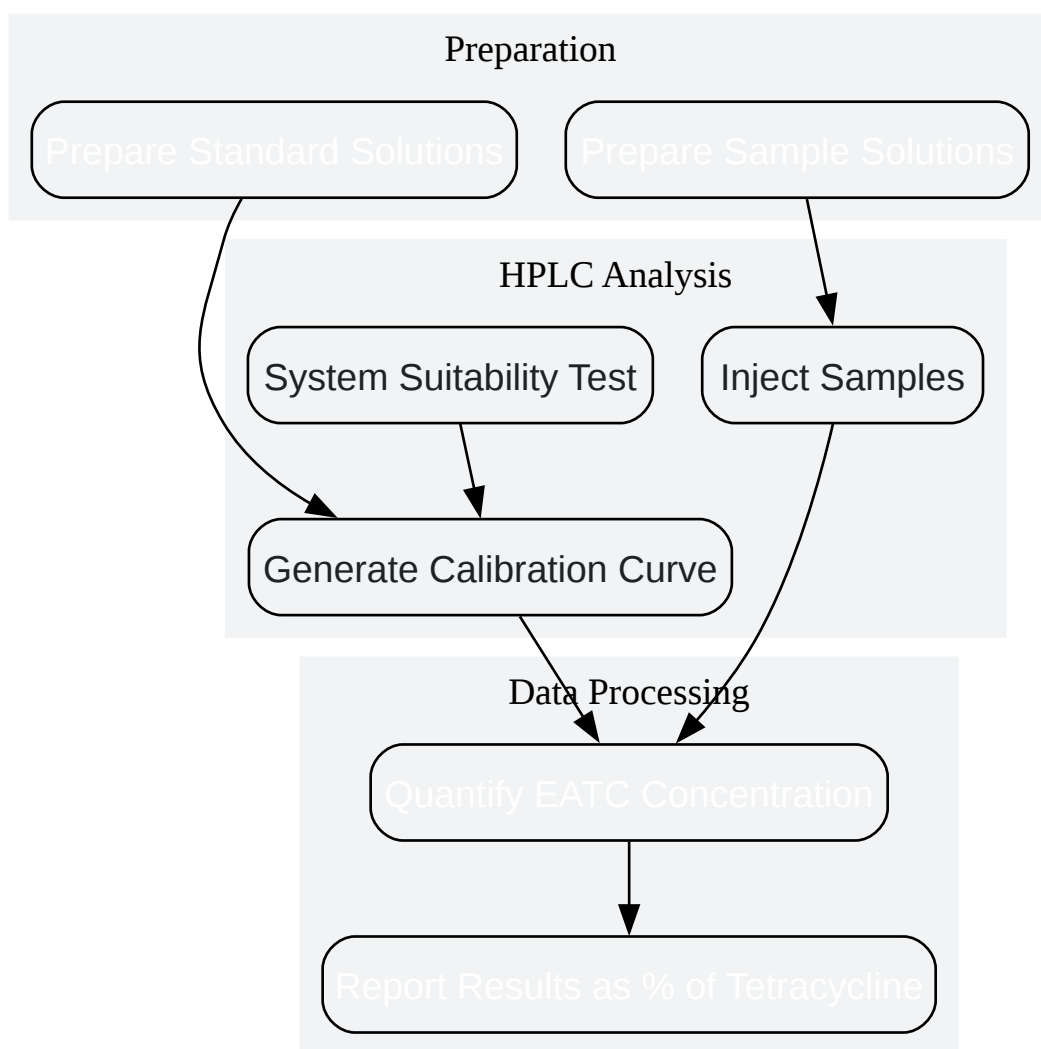 Preparation
Prepare Standard Solutions
Prepare Sample Solutions
HPLC Analysis
System Suitability Test
Inject Samples
Generate Calibration Curve
Data Processing
Quantify EATC Concentration
Report Results as % of Tetracycline